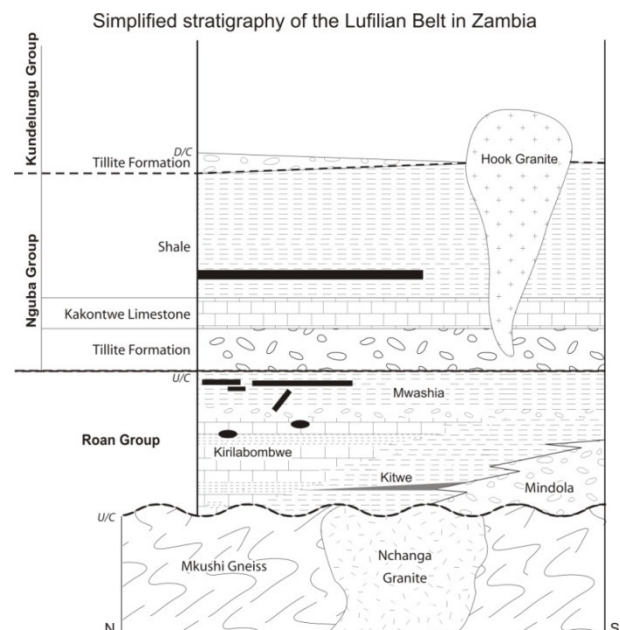 Simplified stratigraphy of the Lufilian Belt in Zambia
Kundelungu Group
D/C
Tillite Formation
Hook Granite
Nguba Group
Shale
Kakontwe Limestone
Tillite Formation
U/C
Mwashia
Roan Group
Kirilabombwe
Kitwe
Mindola
U/C
Mkushi Gneiss
Nchanga
Granite
N
S